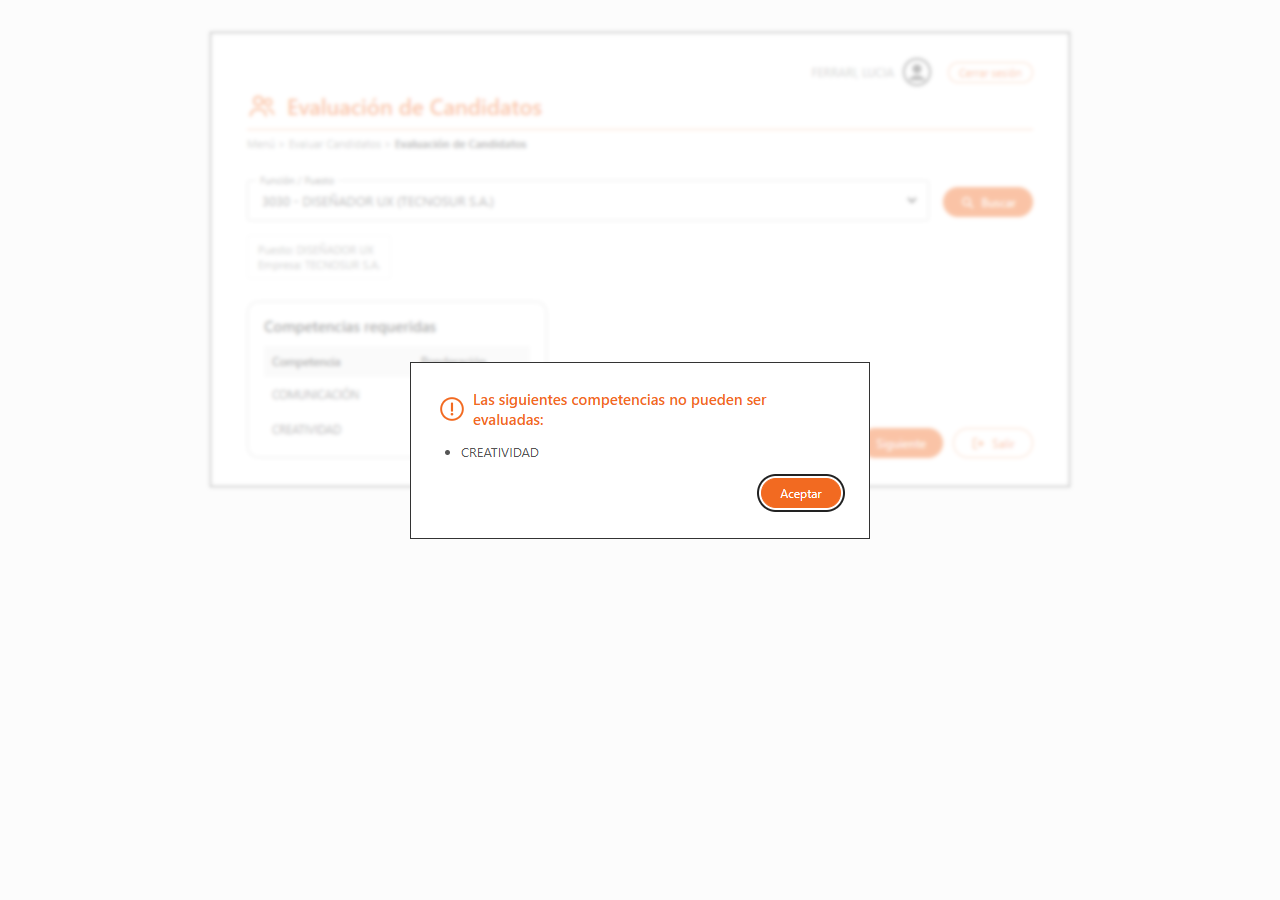 FERRARI, LUCIA
Cerrar sesión
Evaluación de Candidatos
Menú > Evaluar Candidatos > Evaluación de Candidatos
Función / Puesto
3030 - DISEÑADOR UX (TECNOSUR S.A.)
Buscar
Puesto: DISEÑADOR UX
Empresa: TECNOSUR S.A.
Competencias requeridas
Competencia Ponderación
COMUNICACIÓN
CREATIVIDAD
Siguiente
Salir
Las siguientes competencias no pueden ser
evaluadas:
• CREATIVIDAD
Aceptar